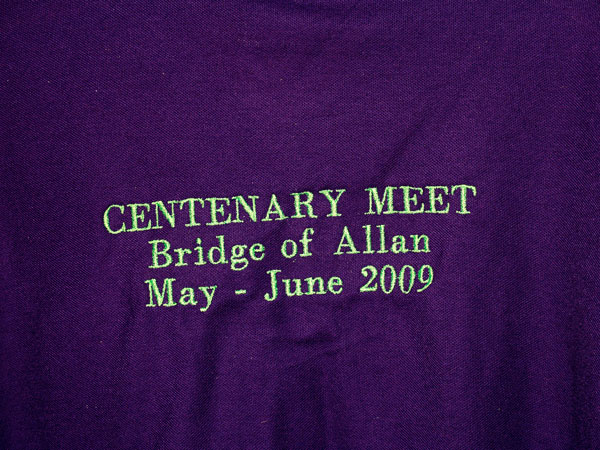 CENTENARY MEET
Bridge of Allan
May - June 2009